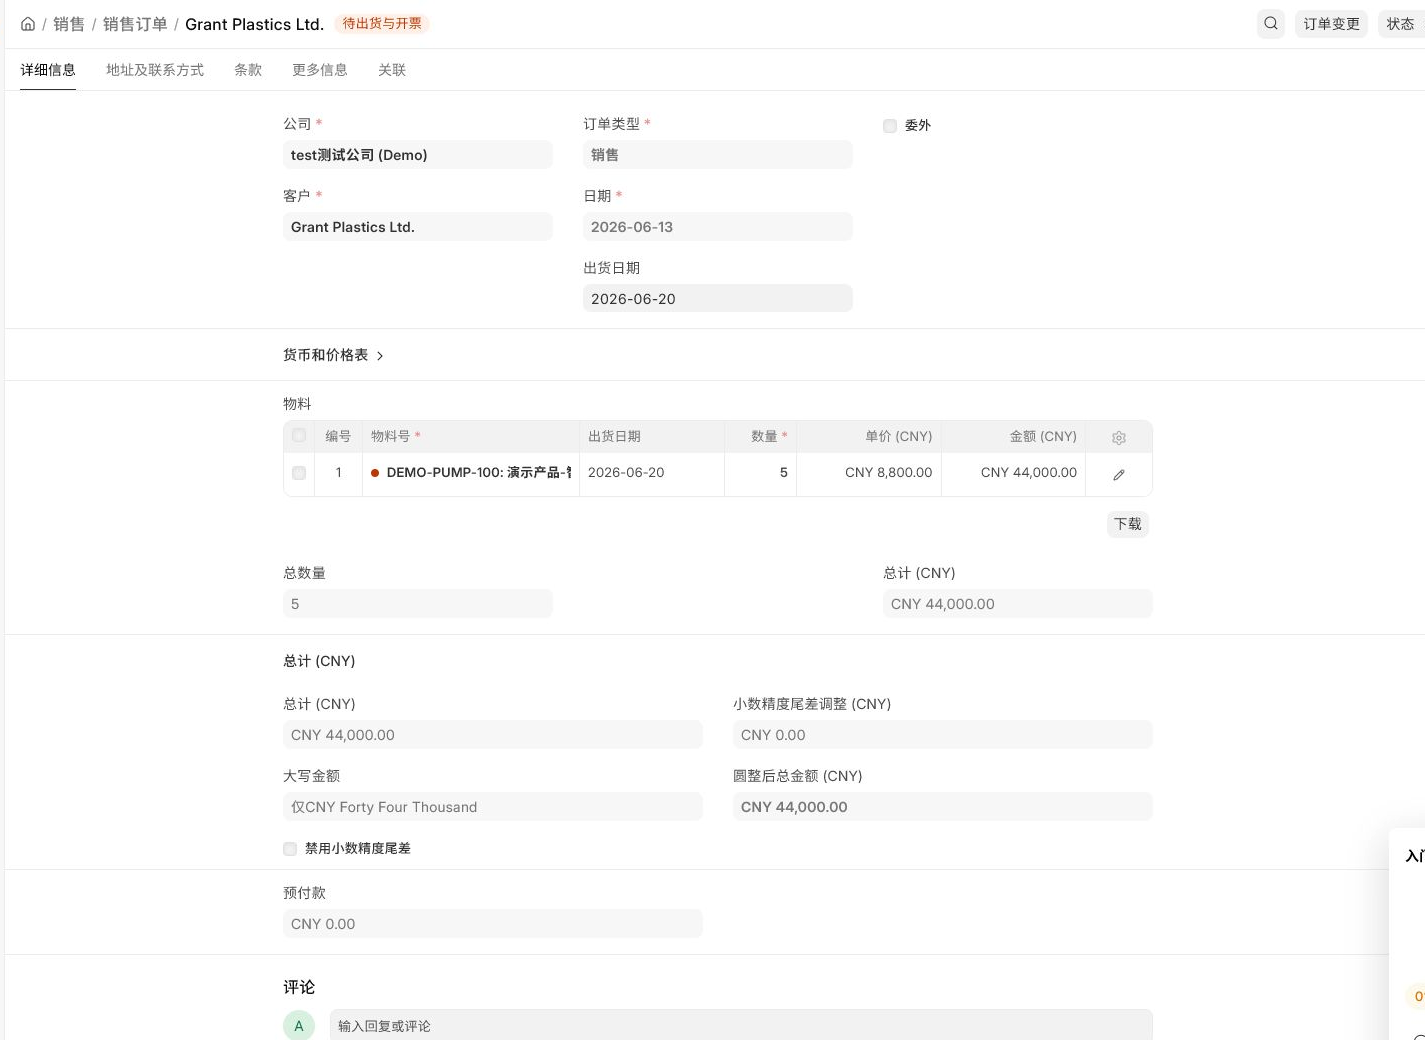 / 销售 / 销售订单 / Grant Plastics Ltd. 待出货与开票 订单变更 状态
详细信息 地址及联系方式 条款 更多信息 关联
公司 * 订单类型 * 委外
test测试公司 (Demo) 销售
客户 * 日期 *
Grant Plastics Ltd. 2026-06-13
出货日期
2026-06-20
货币和价格表
物料
编号 物料号 * 出货日期 数量 * 单价 (CNY) 金额 (CNY)
1 DEMO-PUMP-100: 演示产品- 2026-06-20 5 CNY 8,800.00 CNY 44,000.00
下载
总数量 总计 (CNY)
5 CNY 44,000.00
总计 (CNY)
总计 (CNY) 小数精度尾差调整 (CNY)
CNY 44,000.00 CNY 0.00
大写金额 圆整后总金额 (CNY)
仅CNY Forty Four Thousand CNY 44,000.00
禁用小数精度尾差
入
预付款
CNY 0.00
评论
A 输入回复或评论